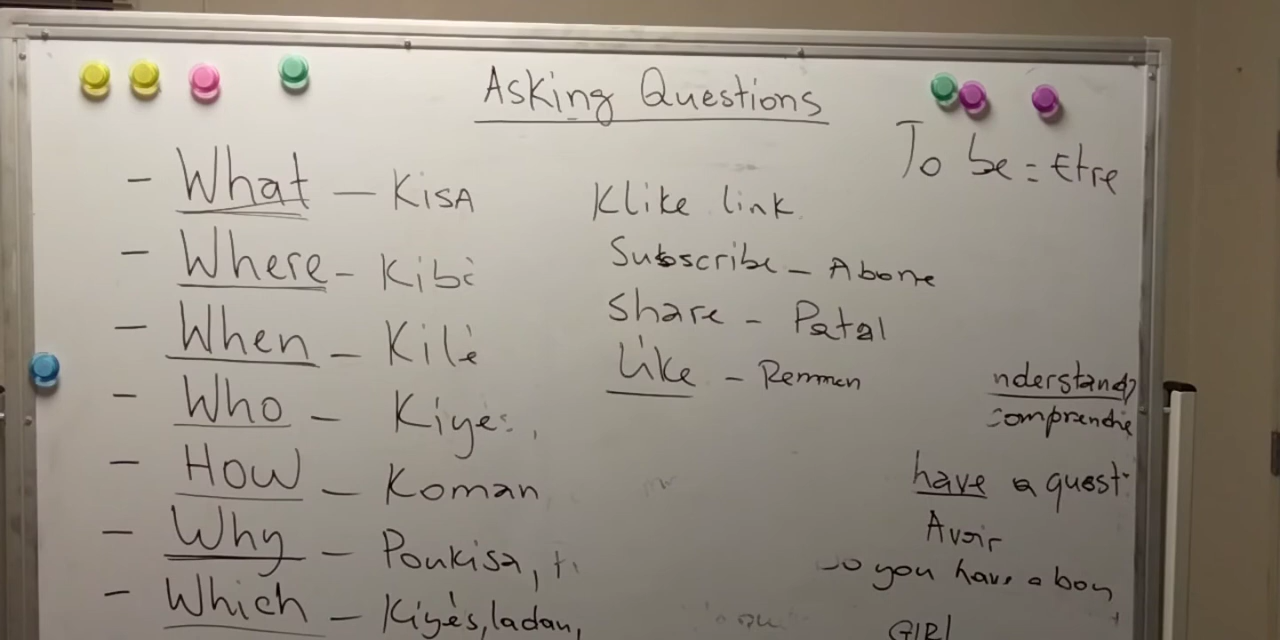 Asking Questions
To be = Etre
- What - Kisa
- Where - Kibè
- When - Kilè
- Who - Kiyès,
- How - Koman
- Why - Poukisa,
- Which - Kiyès, ladan,
Klike link
Subscribe - Abone
Share - Patal
Like - Renmen
nderstand
comprendre
have a quest
Avoir
you have a boy
GIRL